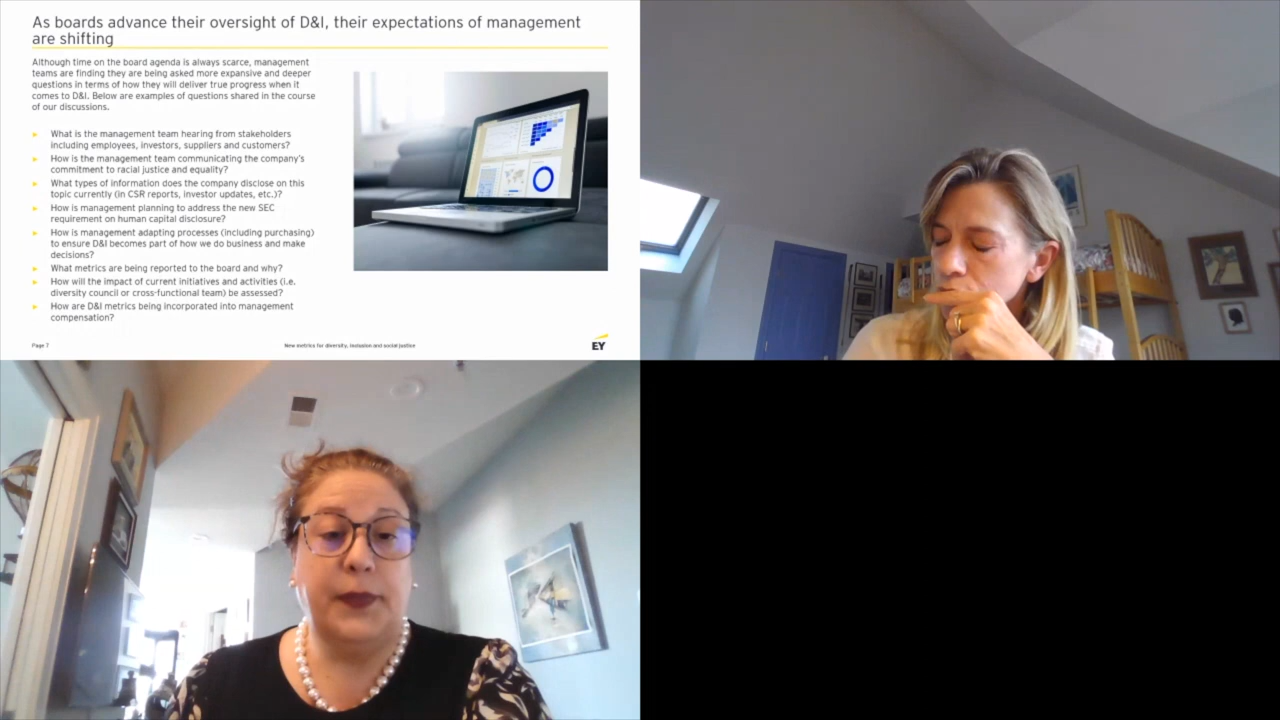 As boards advance their oversight of D&I, their expectations of management
are shifting
Although time on the board agenda is always scarce, management
teams are finding they are being asked more expansive and deeper
questions in terms of how they will deliver true progress when it
comes to D&I. Below are examples of questions shared in the course
of our discussions.
► What is the management team hearing from stakeholders
including employees, investors, suppliers and customers?
► How is the management team communicating the company's
commitment to racial justice and equality?
► What types of information does the company disclose on this
topic currently (in CSR reports, investor updates, etc.)?
► How is management planning to address the new SEC
requirement on human capital disclosure?
► How is management adapting processes (including purchasing)
to ensure D&I becomes part of how we do business and make
decisions?
► What metrics are being reported to the board and why?
► How will the impact of current initiatives and activities (i.e.
diversity council or cross-functional team) be assessed?
► How are D&I metrics being incorporated into management
compensation?
Page 7
New metrics for diversity, inclusion and social justice
EY